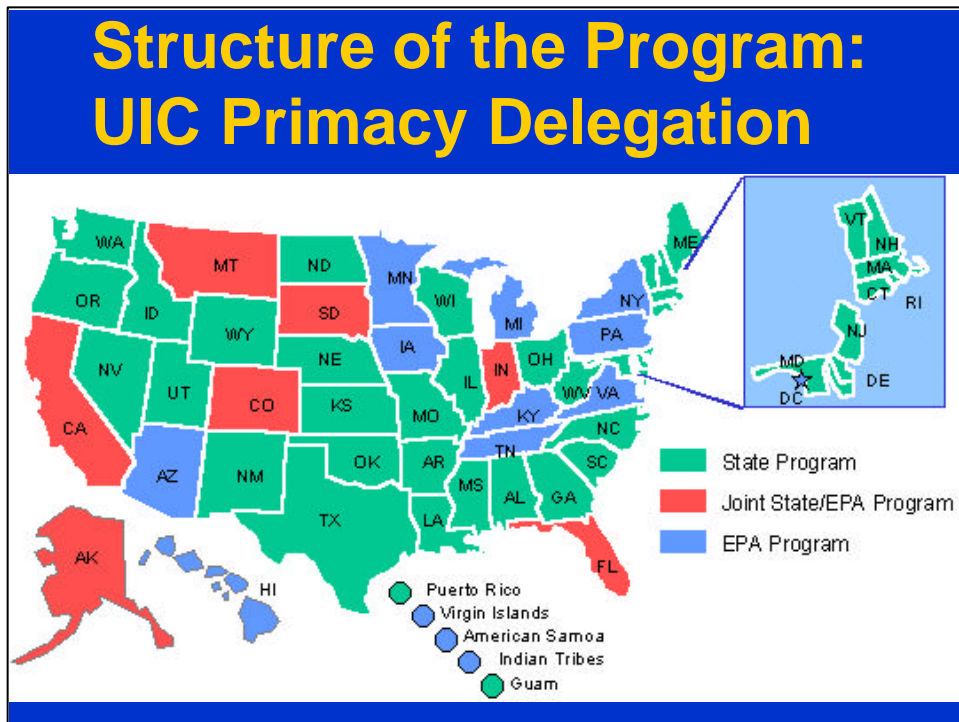 Structure of the Program:
UIC Primacy Delegation
WA
MT
ND
MN
ME
VT
NH
MA
CT
RI
OR
ID
SD
WI
NY
WY
MI
NJ
IA
PA
NV
NE
IL
IN
OH
MD
DE
DC
UT
CO
KS
MO
WV
VA
CA
KY
NC
AZ
NM
OK
AR
TN
SC
MS
AL
GA
TX
LA
FL
State Program
Joint State/EPA Program
EPA Program
AK
HI
Puerto Rico
Virgin Islands
American Samoa
Indian Tribes
Guam